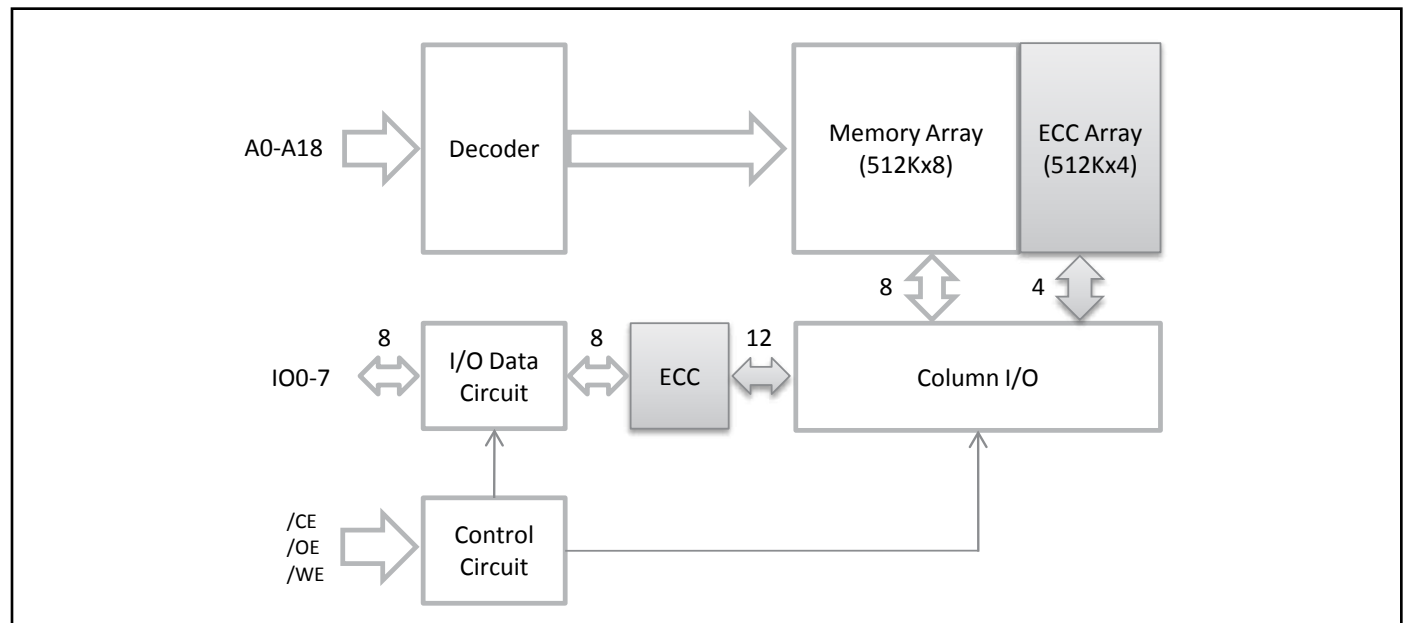 A0-A18
Decoder
Memory Array
(512Kx8)
ECC Array
(512Kx4)
8
4
IO0-7
8
I/O Data
Circuit
8
ECC
12
Column I/O
/CE
/OE
/WE
Control
Circuit